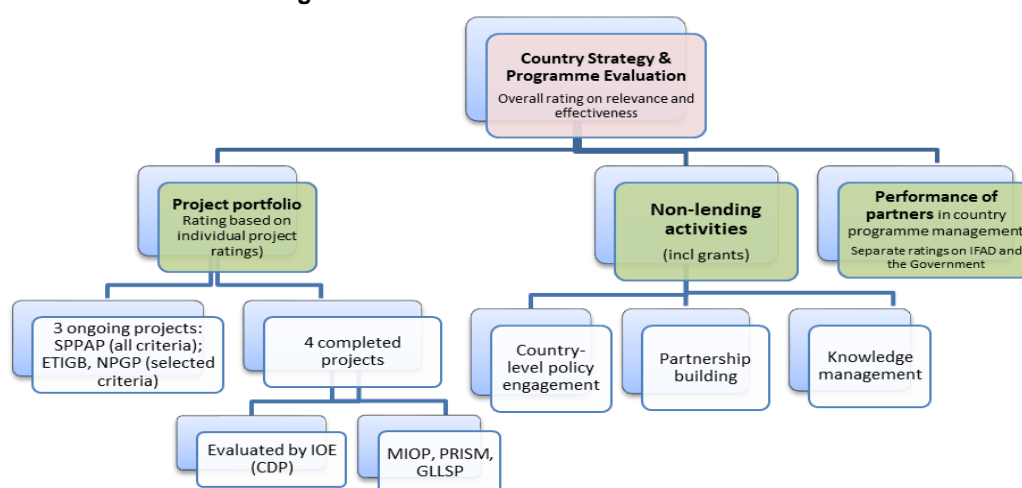 Country Strategy &
Programme Evaluation
Overall rating on relevance and
effectiveness
Project portfolio
Rating based on
individual project
ratings)
Non-lending
activities
(incl grants)
Performance of
partners in country
programme management
Separate ratings on IFAD and
the Government
3 ongoing projects:
SPPAP (all criteria);
ETIGB, NPGP (selected
criteria)
4 completed
projects
Country-
level policy
engagement
Partnership
building
Knowledge
management
Evaluated by IOE
(CDP)
MIOP, PRISM,
GLLSP